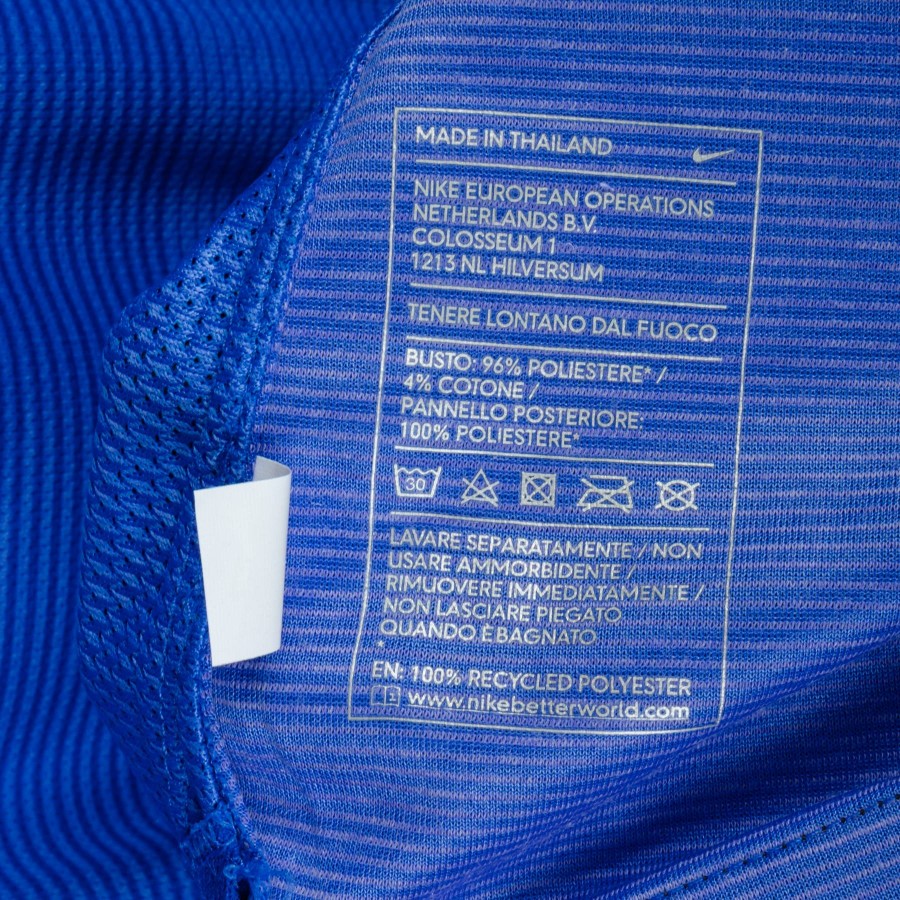 MADE IN THAILAND
NIKE EUROPEAN OPERATIONS
NETHERLANDS B.V.
COLOSSEUM 1
1213 NL HILVERSUM
TENERE LONTANO DAL FUOCO
BUSTO: 96% POLIESTERE* /
4% COTONE /
PANNELLO POSTERIORE:
100% POLIESTERE*
30
LAVARE SEPARATAMENTE / NON
USARE AMMORBIDENTE /
RIMUOVERE IMMEDIATAMENTE /
NON LASCIARE PIEGATO
QUANDO È BAGNATO
*
EN: 100% RECYCLED POLYESTER
www.nikebetterworld.com